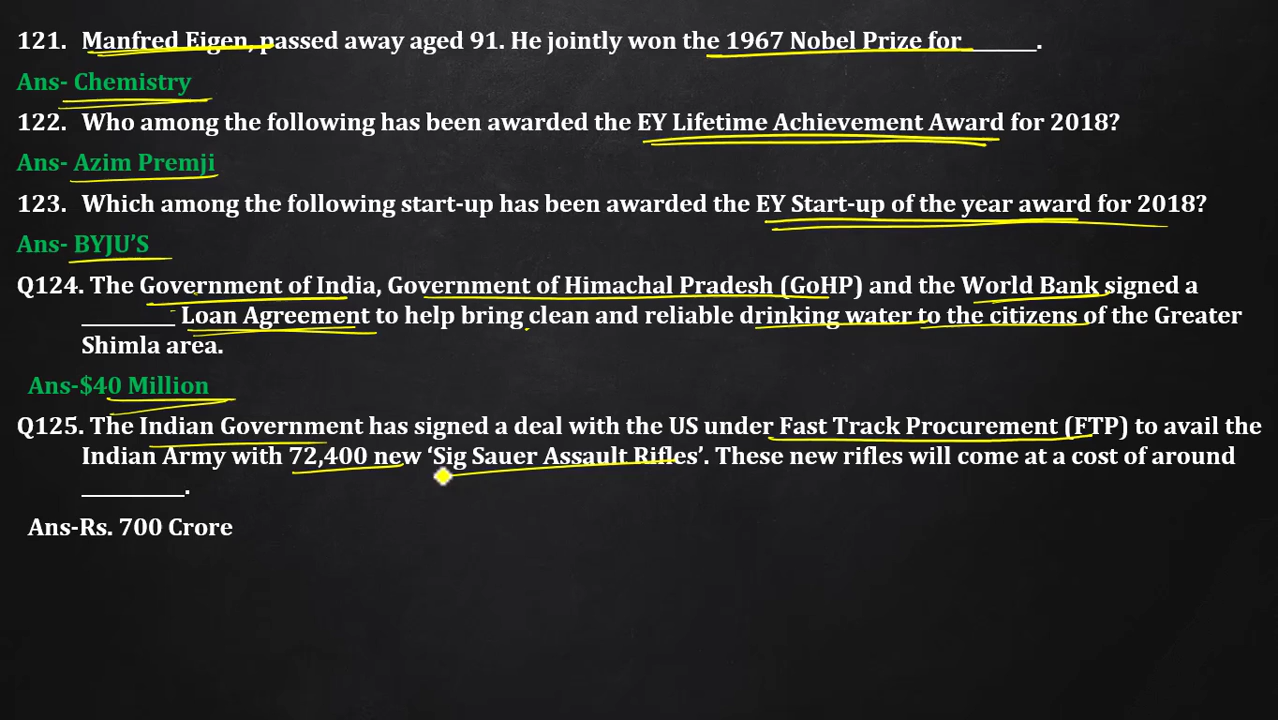 121. Manfred Eigen, passed away aged 91. He jointly won the 1967 Nobel Prize for ______.
Ans- Chemistry
122. Who among the following has been awarded the EY Lifetime Achievement Award for 2018?
Ans- Azim Premji
123. Which among the following start-up has been awarded the EY Start-up of the year award for 2018?
Ans- BYJU'S
Q124. The Government of India, Government of Himachal Pradesh (GoHP) and the World Bank signed a
________ Loan Agreement to help bring clean and reliable drinking water to the citizens of the Greater
Shimla area.
Ans-$40 Million
Q125. The Indian Government has signed a deal with the US under Fast Track Procurement (FTP) to avail the
Indian Army with 72,400 new ‘Sig Sauer Assault Rifles’. These new rifles will come at a cost of around
_________.
Ans-Rs. 700 Crore